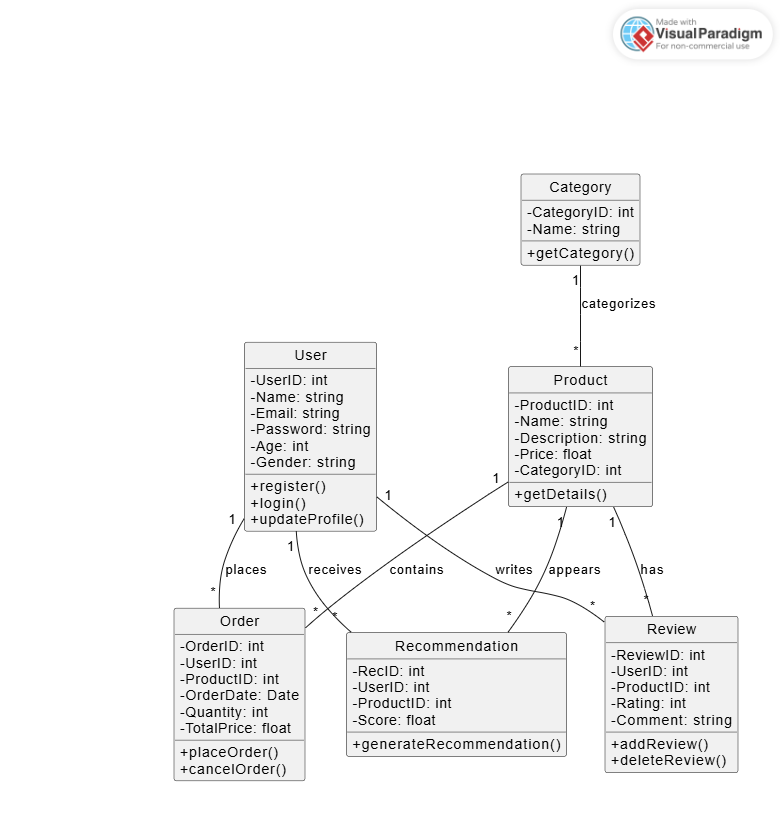 Made with
VisualParadigm
For non-commercial use
Category
-CategoryID: int
-Name: string
+getCategory()
1
categorizes
*
User
-UserID: int
-Name: string
-Email: string
-Password: string
-Age: int
-Gender: string
+register()
+login()
+updateProfile()
Product
-ProductID: int
-Name: string
-Description: string
-Price: float
-CategoryID: int
+getDetails()
1
1
1
1
1
1
places
receives
contains
writes
appears
has
*
*
*
*
*
*
Order
-OrderID: int
-UserID: int
-ProductID: int
-OrderDate: Date
-Quantity: int
-TotalPrice: float
+placeOrder()
+cancelOrder()
Recommendation
-RecID: int
-UserID: int
-ProductID: int
-Score: float
+generateRecommendation()
Review
-ReviewID: int
-UserID: int
-ProductID: int
-Rating: int
-Comment: string
+addReview()
+deleteReview()